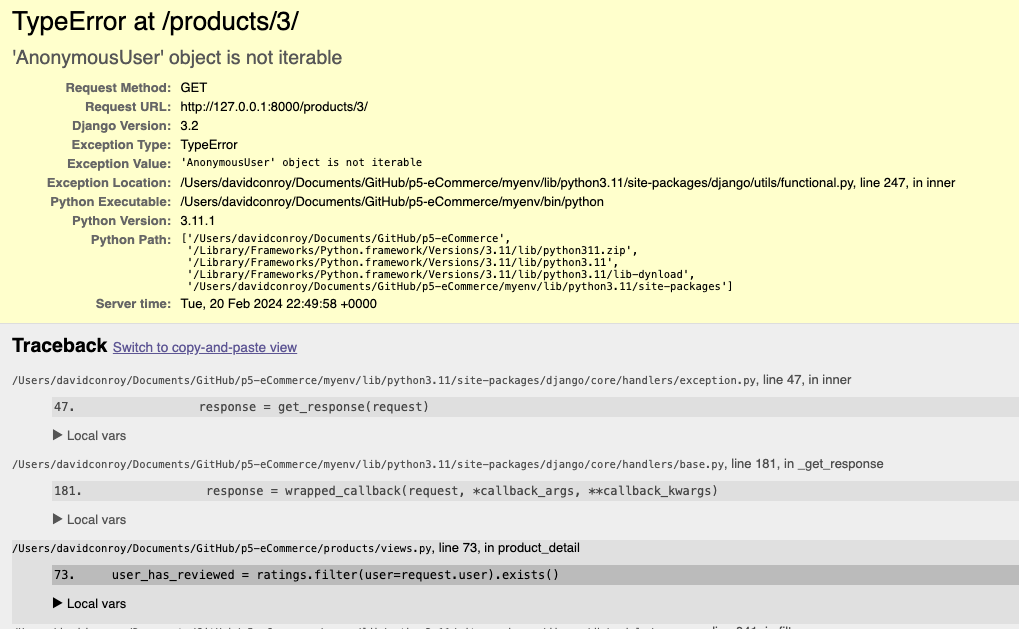 TypeError at /products/3/
'AnonymousUser' object is not iterable
Request Method: GET
Request URL: http://127.0.0.1:8000/products/3/
Django Version: 3.2
Exception Type: TypeError
Exception Value: 'AnonymousUser' object is not iterable
Exception Location: /Users/davidconroy/Documents/GitHub/p5-eCommerce/myenv/lib/python3.11/site-packages/django/utils/functional.py, line 247, in inner
Python Executable: /Users/davidconroy/Documents/GitHub/p5-eCommerce/myenv/bin/python
Python Version: 3.11.1
Python Path: ['/Users/davidconroy/Documents/GitHub/p5-eCommerce',
'/Library/Frameworks/Python.framework/Versions/3.11/lib/python311.zip',
'/Library/Frameworks/Python.framework/Versions/3.11/lib/python3.11',
'/Library/Frameworks/Python.framework/Versions/3.11/lib/python3.11/lib-dynload',
'/Users/davidconroy/Documents/GitHub/p5-eCommerce/myenv/lib/python3.11/site-packages']
Server time: Tue, 20 Feb 2024 22:49:58 +0000
Traceback Switch to copy-and-paste view
/Users/davidconroy/Documents/GitHub/p5-eCommerce/myenv/lib/python3.11/site-packages/django/core/handlers/exception.py, line 47, in inner
47. response = get_response(request)
▶ Local vars
/Users/davidconroy/Documents/GitHub/p5-eCommerce/myenv/lib/python3.11/site-packages/django/core/handlers/base.py, line 181, in _get_response
181. response = wrapped_callback(request, *callback_args, **callback_kwargs)
▶ Local vars
/Users/davidconroy/Documents/GitHub/p5-eCommerce/products/views.py, line 73, in product_detail
73. user_has_reviewed = ratings.filter(user=request.user).exists()
▶ Local vars